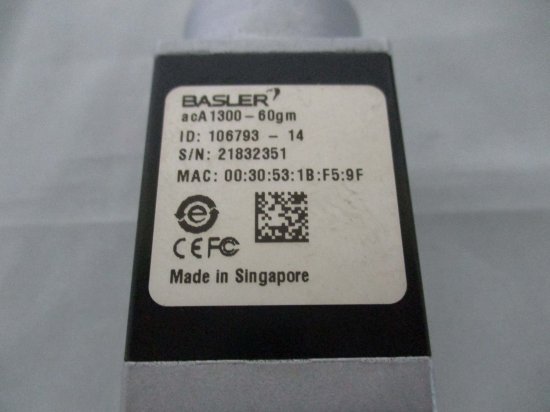 BASLER
acA1300-60gm
ID: 106793 - 14
S/N: 21832351
MAC: 00:30:53:1B:F5:9F
e
CE FC
Made in Singapore